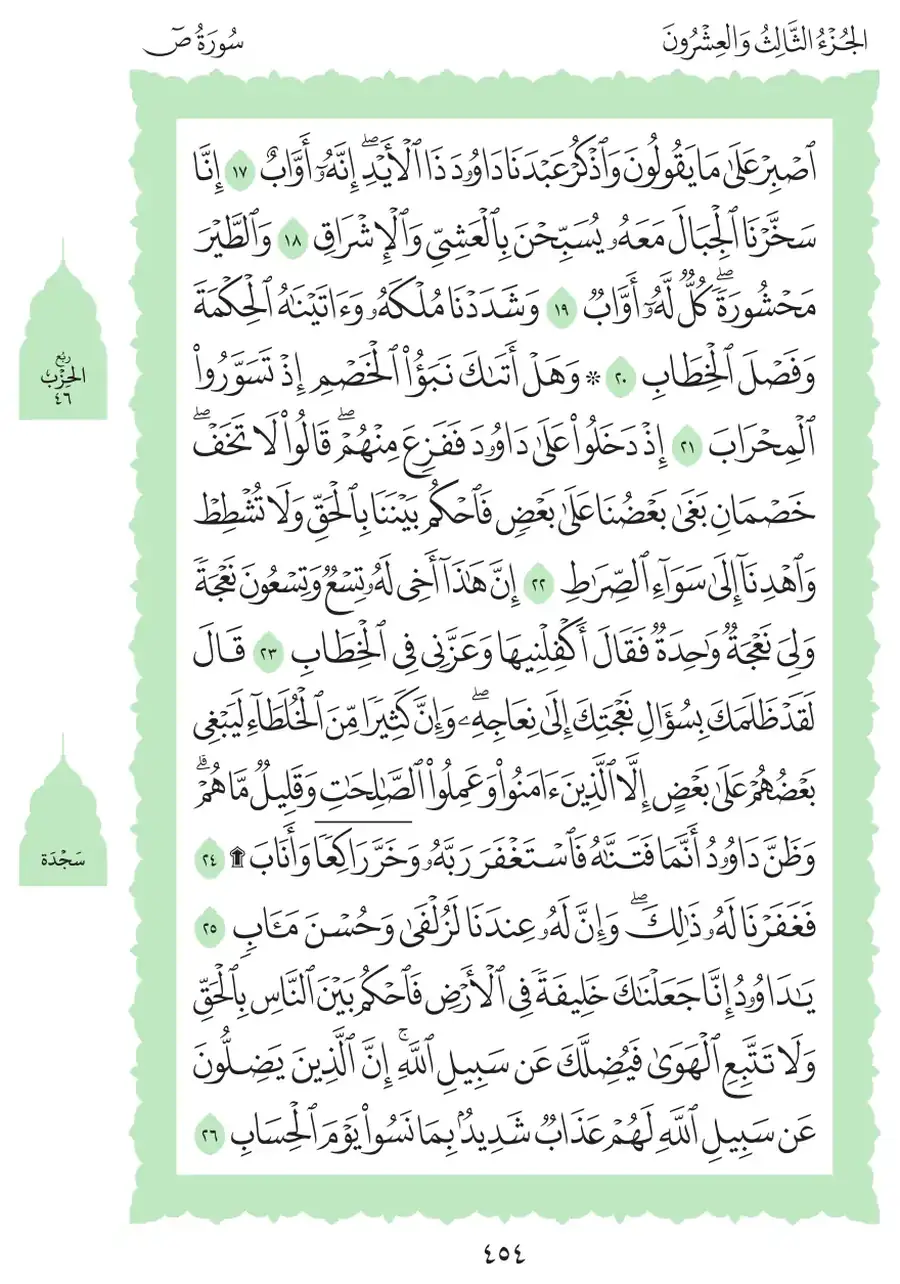 الجُزْءُ الثَّالِثُ وَالعِشْرُونَ
سُورَةُ صٓ
ٱصْبِرْ عَلَىٰ مَا يَقُولُونَ وَٱذْكُرْ عَبْدَنَا دَاوُۥدَ ذَا ٱلْأَيْدِۖ إِنَّهُۥٓ أَوَّابٌ ١٧ إِنَّا
سَخَّرْنَا ٱلْجِبَالَ مَعَهُۥ يُسَبِّحْنَ بِٱلْعَشِيِّ وَٱلْإِشْرَاقِ ١٨ وَٱلطَّيْرَ
مَحْشُورَةًۖ كُلٌّ لَّهُۥٓ أَوَّابٌ ١٩ وَشَدَدْنَا مُلْكَهُۥ وَءَاتَيْنَٰهُ ٱلْحِكْمَةَ
وَفَصْلَ ٱلْخِطَابِ ٢٠ ۞ وَهَلْ أَتَىٰكَ نَبَؤُا۟ ٱلْخَصْمِ إِذْ تَسَوَّرُوا۟
ٱلْمِحْرَابَ ٢١ إِذْ دَخَلُوا۟ عَلَىٰ دَاوُۥدَ فَفَزِعَ مِنْهُمْۖ قَالُوا۟ لَا تَخَفْۖ
خَصْمَانِ بَغَىٰ بَعْضُنَا عَلَىٰ بَعْضٍ فَٱحْكُم بَيْنَنَا بِٱلْحَقِّ وَلَا تُشْطِطْ
وَٱهْدِنَآ إِلَىٰ سَوَآءِ ٱلصِّرَٰطِ ٢٢ إِنَّ هَٰذَآ أَخِى لَهُۥ تِسْعٌ وَتِسْعُونَ نَعْجَةً
وَلِىَ نَعْجَةٌ وَٰحِدَةٌ فَقَالَ أَكْفِلْنِيهَا وَعَزَّنِى فِى ٱلْخِطَابِ ٢٣ قَالَ
لَقَدْ ظَلَمَكَ بِسُؤَالِ نَعْجَتِكَ إِلَىٰ نِعَاجِهِۦۖ وَإِنَّ كَثِيرًا مِّنَ ٱلْخُلَطَآءِ لَيَبْغِى
بَعْضُهُمْ عَلَىٰ بَعْضٍ إِلَّا ٱلَّذِينَ ءَامَنُوا۟ وَعَمِلُوا۟ ٱلصَّٰلِحَٰتِ وَقَلِيلٌ مَّا هُمْۗ
وَظَنَّ دَاوُۥدُ أَنَّمَا فَتَنَّٰهُ فَٱسْتَغْفَرَ رَبَّهُۥ وَخَرَّ رَاكِعًا وَأَنَابَ ۩ ٢٤
فَغَفَرْنَا لَهُۥ ذَٰلِكَۖ وَإِنَّ لَهُۥ عِندَنَا لَزُلْفَىٰ وَحُسْنَ مَـَٔابٍ ٢٥
يَٰدَاوُۥدُ إِنَّا جَعَلْنَٰكَ خَلِيفَةً فِى ٱلْأَرْضِ فَٱحْكُم بَيْنَ ٱلنَّاسِ بِٱلْحَقِّ
وَلَا تَتَّبِعِ ٱلْهَوَىٰ فَيُضِلَّكَ عَن سَبِيلِ ٱللَّهِۚ إِنَّ ٱلَّذِينَ يَضِلُّونَ
عَن سَبِيلِ ٱللَّهِ لَهُمْ عَذَابٌ شَدِيدٌۢ بِمَا نَسُوا۟ يَوْمَ ٱلْحِسَابِ ٢٦
رُبْع
الحِزْب
٤٦
سَجْدَة
٤٥٤